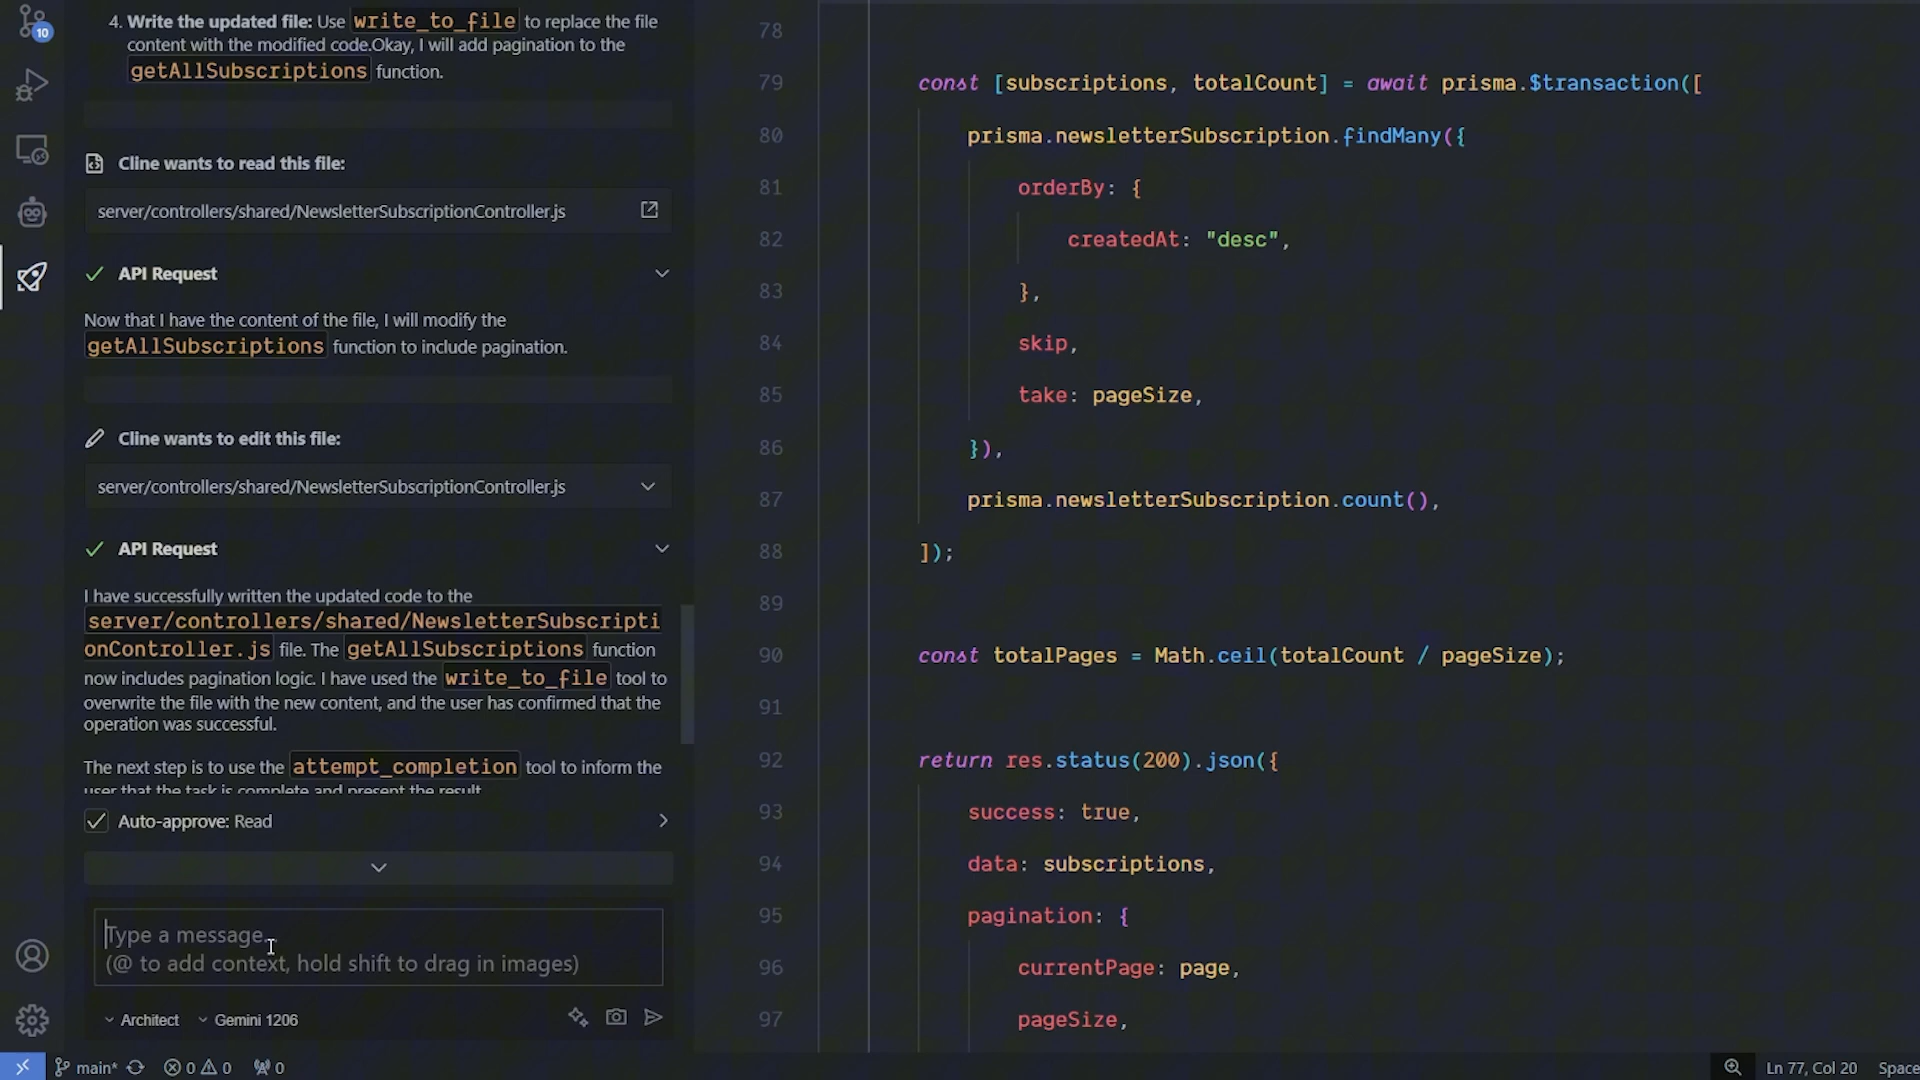 10
4. Write the updated file: Use write_to_file to replace the file
content with the modified code.Okay, I will add pagination to the
getAllSubscriptions function.
Cline wants to read this file:
server/controllers/shared/NewsletterSubscriptionController.js
API Request
Now that I have the content of the file, I will modify the
getAllSubscriptions function to include pagination.
Cline wants to edit this file:
server/controllers/shared/NewsletterSubscriptionController.js
API Request
I have successfully written the updated code to the
server/controllers/shared/NewsletterSubscripti
onController.js file. The getAllSubscriptions function
now includes pagination logic. I have used the write_to_file tool to
overwrite the file with the new content, and the user has confirmed that the
operation was successful.
The next step is to use the attempt_completion tool to inform the
user that the task is complete and present the result
Auto-approve: Read
Type a message...
(@ to add context, hold shift to drag in images)
Architect Gemini 1206
78
79 const [subscriptions, totalCount] = await prisma.$transaction([
80 prisma.newsletterSubscription.findMany({
81 orderBy: {
82 createdAt: "desc",
83 },
84 skip,
85 take: pageSize,
86 }),
87 prisma.newsletterSubscription.count(),
88 ]);
89
90 const totalPages = Math.ceil(totalCount / pageSize);
91
92 return res.status(200).json({
93 success: true,
94 data: subscriptions,
95 pagination: {
96 currentPage: page,
97 pageSize,
main* 0 0 0 Ln 77, Col 20 Space